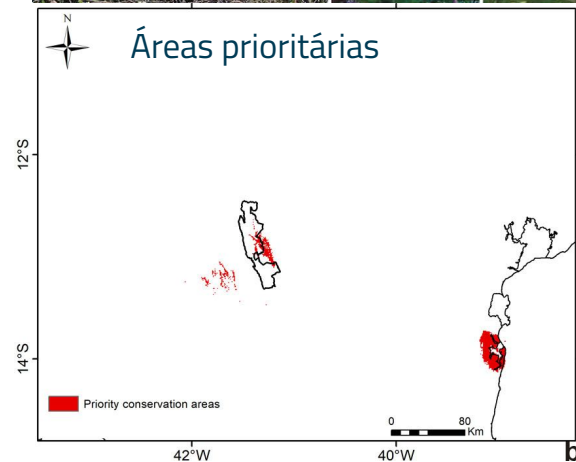 N
Áreas prioritárias
12°S
14°S
Priority conservation areas
0 80
Km
42°W 40°W
b